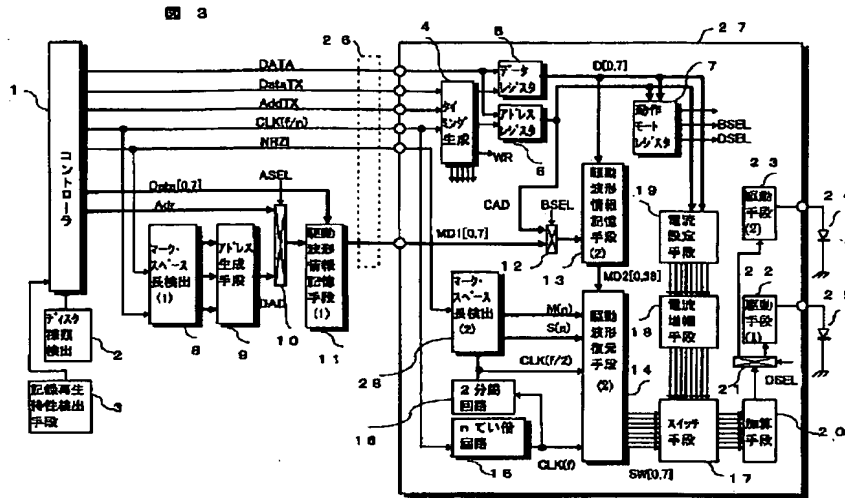 図 3
26
27
1
コントローラ
DATA
DataTX
AddTX
CLK(f/n)
NRZI
4
タイミング生成
WR
5
データレジスタ
アドレスレジスタ
6
D[0,7]
7
動作モードレジスタ
BSEL
DSEL
Data[0,7]
Adr
ASEL
マーク・スペース長検出(1)
8
アドレス生成手段
9
DAD
10
駆動波形情報記憶手段(1)
11
MD1[0,7]
CAD
BSEL
12
駆動波形情報記憶手段(2)
13
MD2[0,38]
マーク・スペース長検出(2)
28
M(n)
S(n)
CLK(f/2)
駆動波形復元手段(2)
14
16
2分周回路
nてい倍回路
15
CLK(f)
SW[0,7]
19
電流設定手段
18
電流増幅手段
スイッチ手段
17
加算手段
20
21
DSEL
22
駆動手段(1)
23
駆動手段(2)
24
25
ディスク種類検出
2
記録再生特性検出手段
3